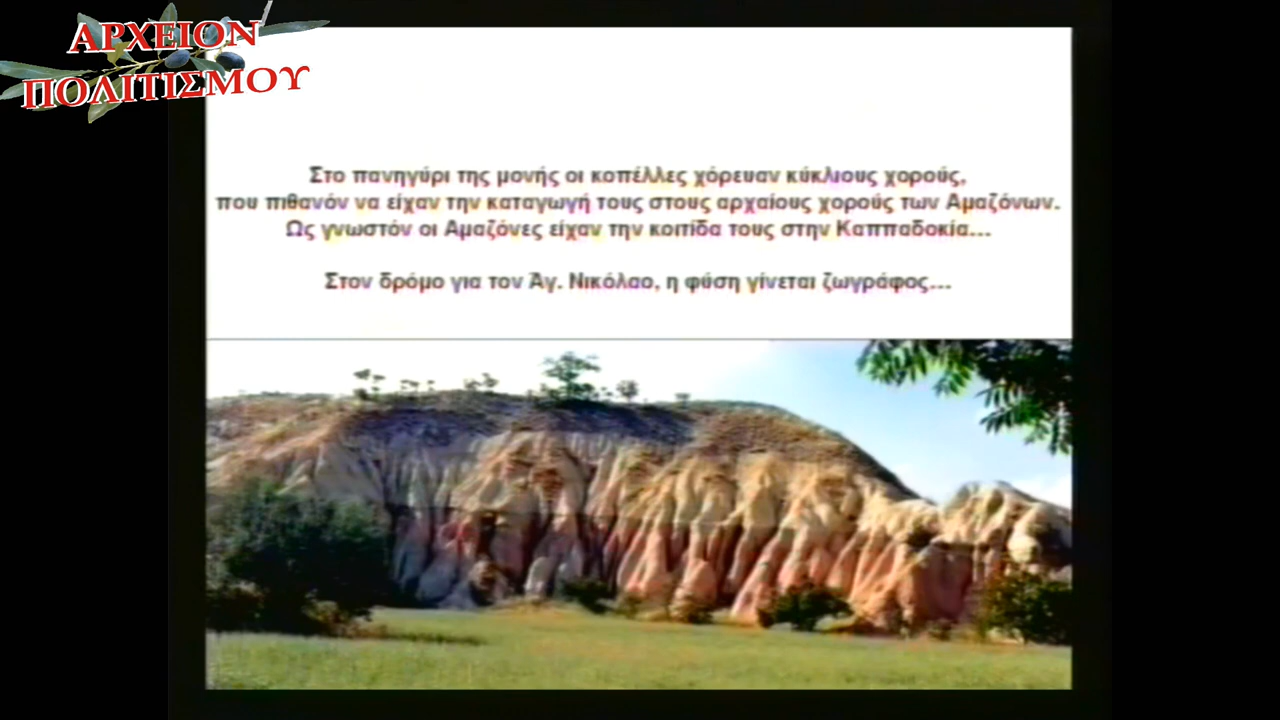 ΑΡΧΕΙΟΝ
ΠΟΛΙΤΙΣΜΟΥ
Στο πανηγύρι της μονής οι κοπέλλες χόρευαν κύκλιους χορούς,
που πιθανόν να είχαν την καταγωγή τους στους αρχαίους χορούς των Αμαζόνων.
Ως γνωστόν οι Αμαζόνες είχαν την κοιτίδα τους στην Καππαδοκία...
Στον δρόμο για τον Άγ. Νικόλαο, η φύση γίνεται ζωγράφος...